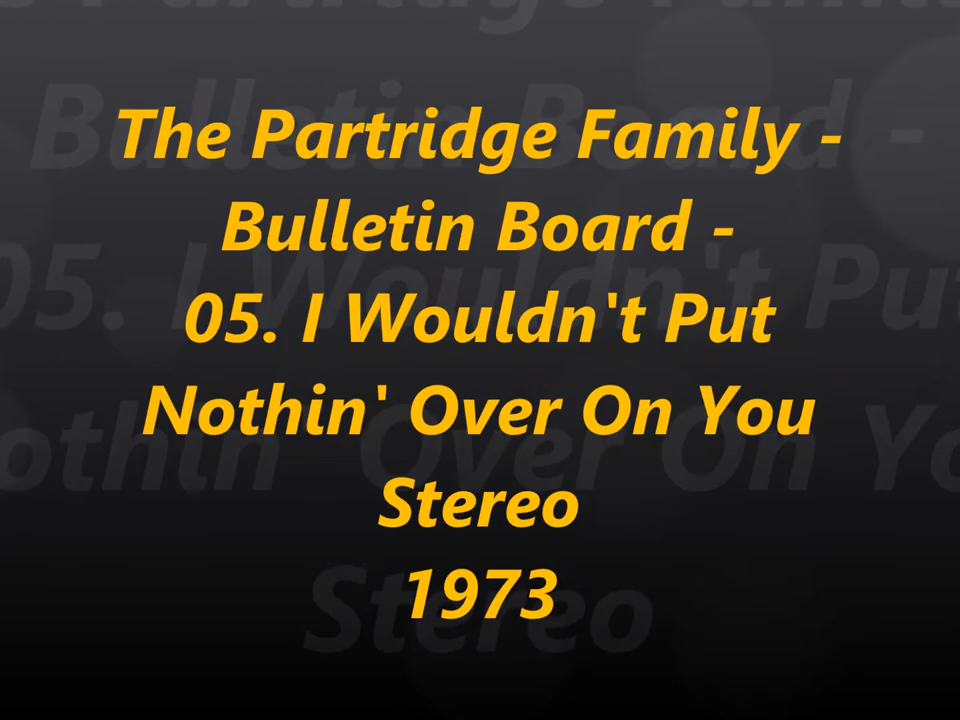 The Partridge Family -
Bulletin Board -
05. I Wouldn't Put
Nothin' Over On You
Stereo
1973